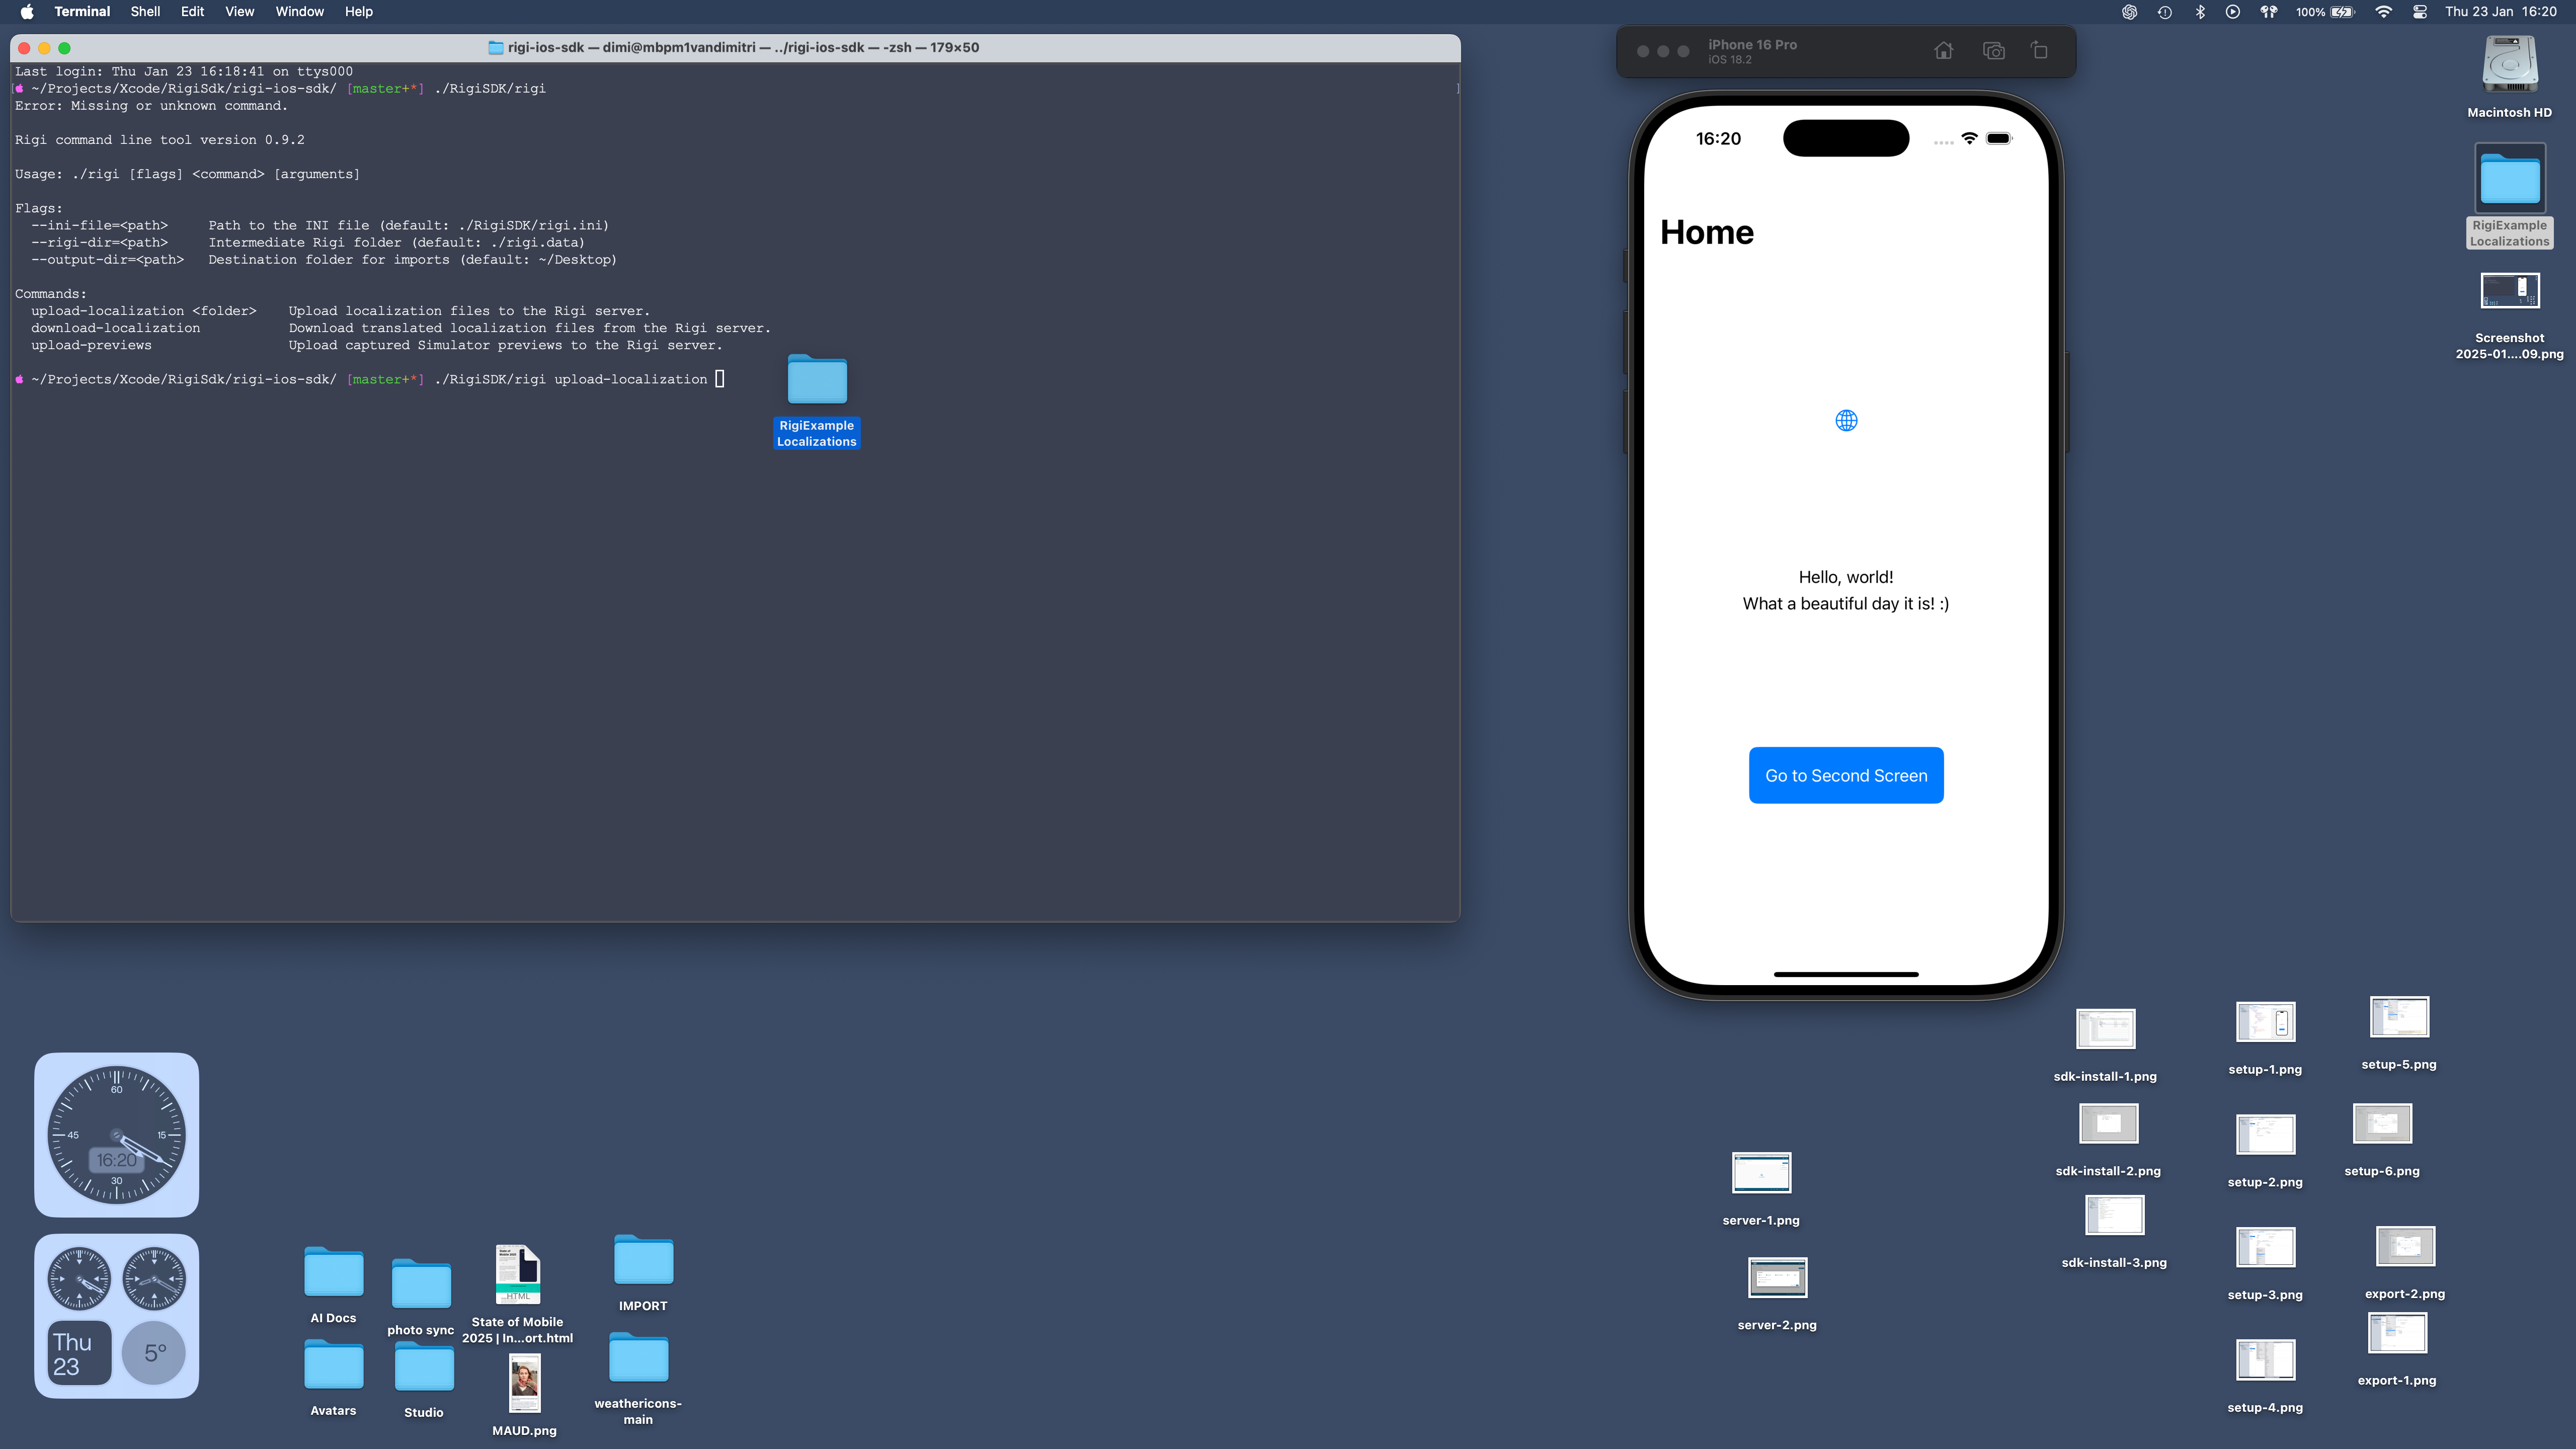 Terminal Shell Edit View Window Help
100% Thu 23 Jan 16:20
rigi-ios-sdk — dimi@mbpm1vandimitri — ../rigi-ios-sdk — -zsh — 179×50
Last login: Thu Jan 23 16:18:41 on ttys000
[ ~/Projects/Xcode/RigiSdk/rigi-ios-sdk/ [master+*] ./RigiSDK/rigi ]
Error: Missing or unknown command.
Rigi command line tool version 0.9.2
Usage: ./rigi [flags] <command> [arguments]
Flags:
--ini-file=<path> Path to the INI file (default: ./RigiSDK/rigi.ini)
--rigi-dir=<path> Intermediate Rigi folder (default: ./rigi.data)
--output-dir=<path> Destination folder for imports (default: ~/Desktop)
Commands:
upload-localization <folder> Upload localization files to the Rigi server.
download-localization Download translated localization files from the Rigi server.
upload-previews Upload captured Simulator previews to the Rigi server.
~/Projects/Xcode/RigiSdk/rigi-ios-sdk/ [master+*] ./RigiSDK/rigi upload-localization
RigiExample
Localizations
iPhone 16 Pro
iOS 18.2
16:20
Home
Hello, world!
What a beautiful day it is! :)
Go to Second Screen
Macintosh HD
RigiExample
Localizations
Screenshot
2025-01....09.png
sdk-install-1.png
setup-1.png
setup-5.png
sdk-install-2.png
setup-2.png
setup-6.png
sdk-install-3.png
setup-3.png
export-2.png
setup-4.png
export-1.png
server-1.png
server-2.png
60
45
15
16:20
30
Thu
23
5°
AI Docs
photo sync
State of
Mobile 2025
HTML
State of Mobile
2025 | In...ort.html
IMPORT
Avatars
Studio
MAUD.png
weathericons-
main